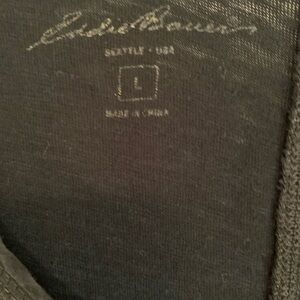 Eddie Bauer
SEATTLE • USA
L
MADE IN CHINA